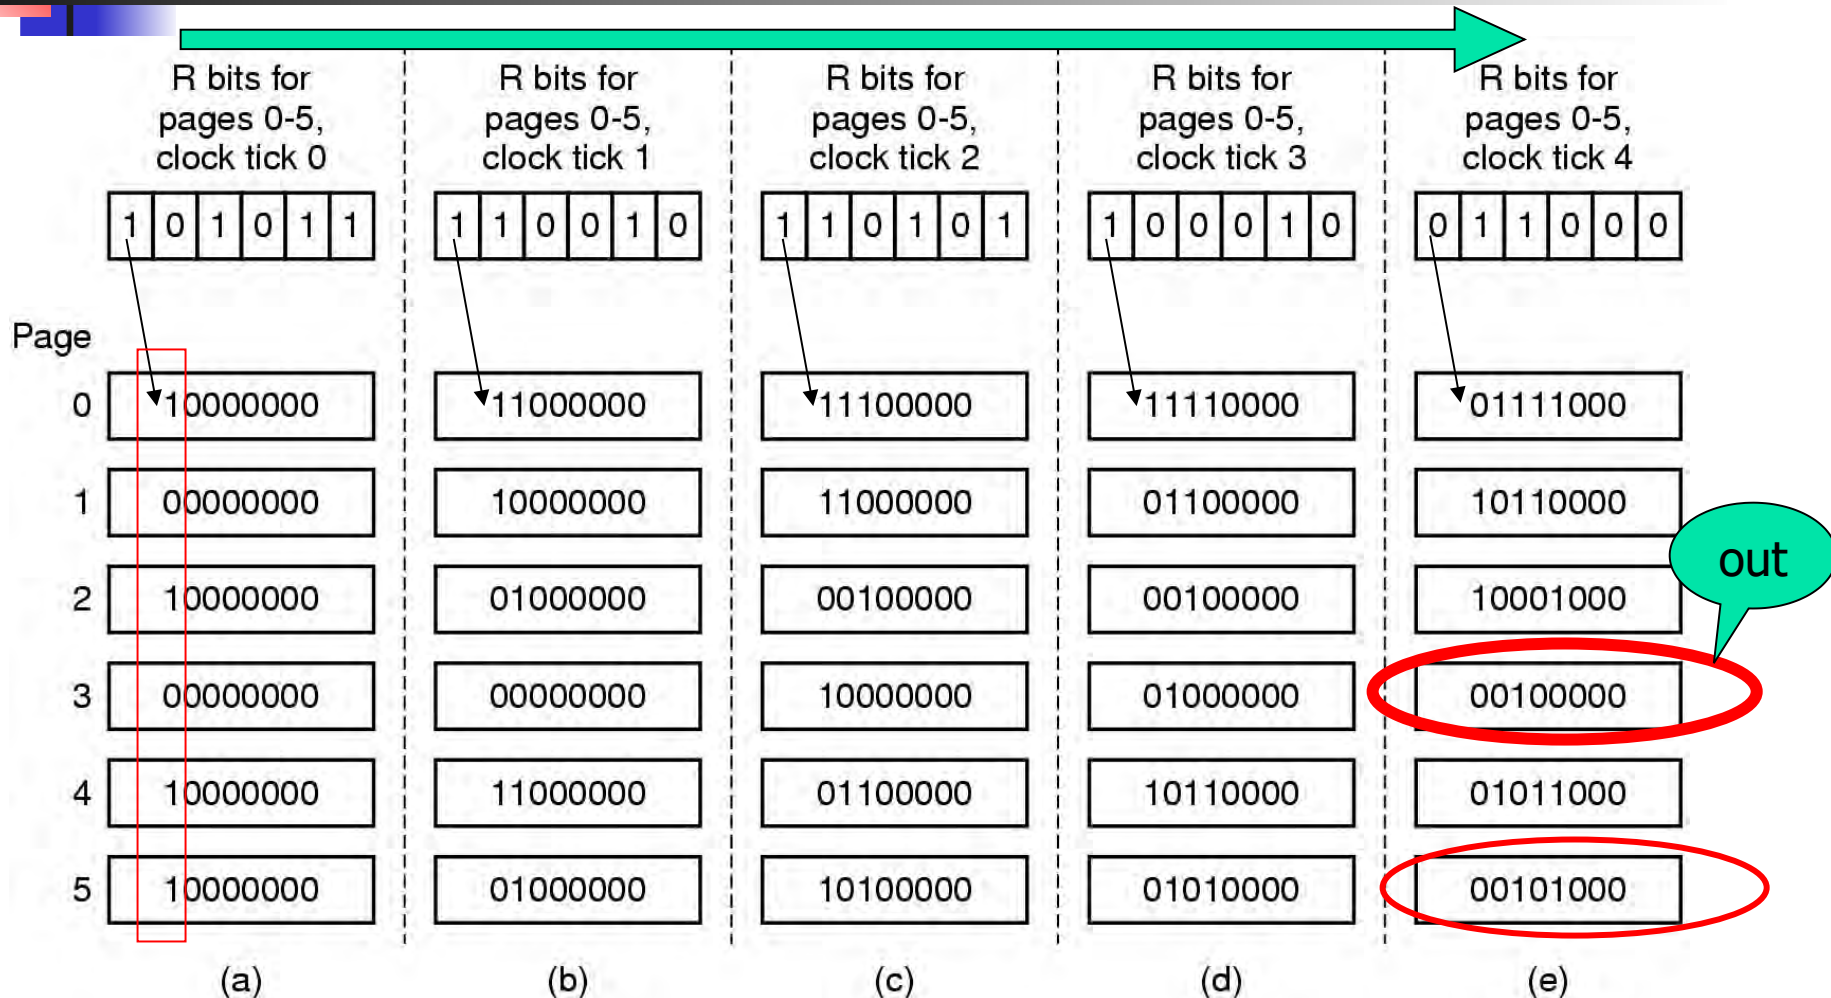 R bits for
pages 0-5,
clock tick 0
1 0 1 0 1 1
R bits for
pages 0-5,
clock tick 1
1 1 0 0 1 0
R bits for
pages 0-5,
clock tick 2
1 1 0 1 0 1
R bits for
pages 0-5,
clock tick 3
1 0 0 0 1 0
R bits for
pages 0-5,
clock tick 4
0 1 1 0 0 0
Page
0 10000000 11000000 11100000 11110000 01111000
1 00000000 10000000 11000000 01100000 10110000
out
2 10000000 01000000 00100000 00100000 10001000
3 00000000 00000000 10000000 01000000 00100000
4 10000000 11000000 01100000 10110000 01011000
5 10000000 01000000 10100000 01010000 00101000
(a) (b) (c) (d) (e)